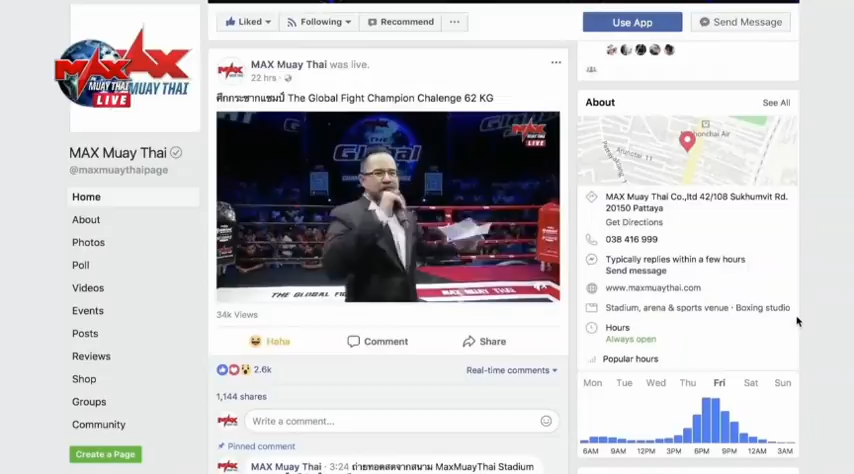 Liked
Following
Recommend
Use App
Send Message
MAX MUAY THAI LIVE
MUAY THAI
MAX Muay Thai
@maxmuaythaipage
Home
About
Photos
Poll
Videos
Events
Posts
Reviews
Shop
Groups
Community
Create a Page
MAX Muay Thai was live.
22 hrs
ศึกกระชากแชมป์ The Global Fight Champion Chalenge 62 KG
THE
Global
MAX MUAY THAI
LIVE
THE GLOBAL FI
MAX MUAY THAI
34k Views
Haha
Comment
Share
2.6k
Real-time comments
1,144 shares
Write a comment...
Pinned comment
MAX Muay Thai · 3:24 ถ่ายทอดสดจากสนาม MaxMuayThai Stadium
About
See All
MAX Muay Thai Co.,ltd 42/108 Sukhumvit Rd.
20150 Pattaya
Get Directions
038 416 999
Typically replies within a few hours
Send message
www.maxmuaythai.com
Stadium, arena & sports venue · Boxing studio
Hours
Always open
Popular hours
Mon Tue Wed Thu Fri Sat Sun
6AM 9AM 12PM 3PM 6PM 9PM 12AM 3AM